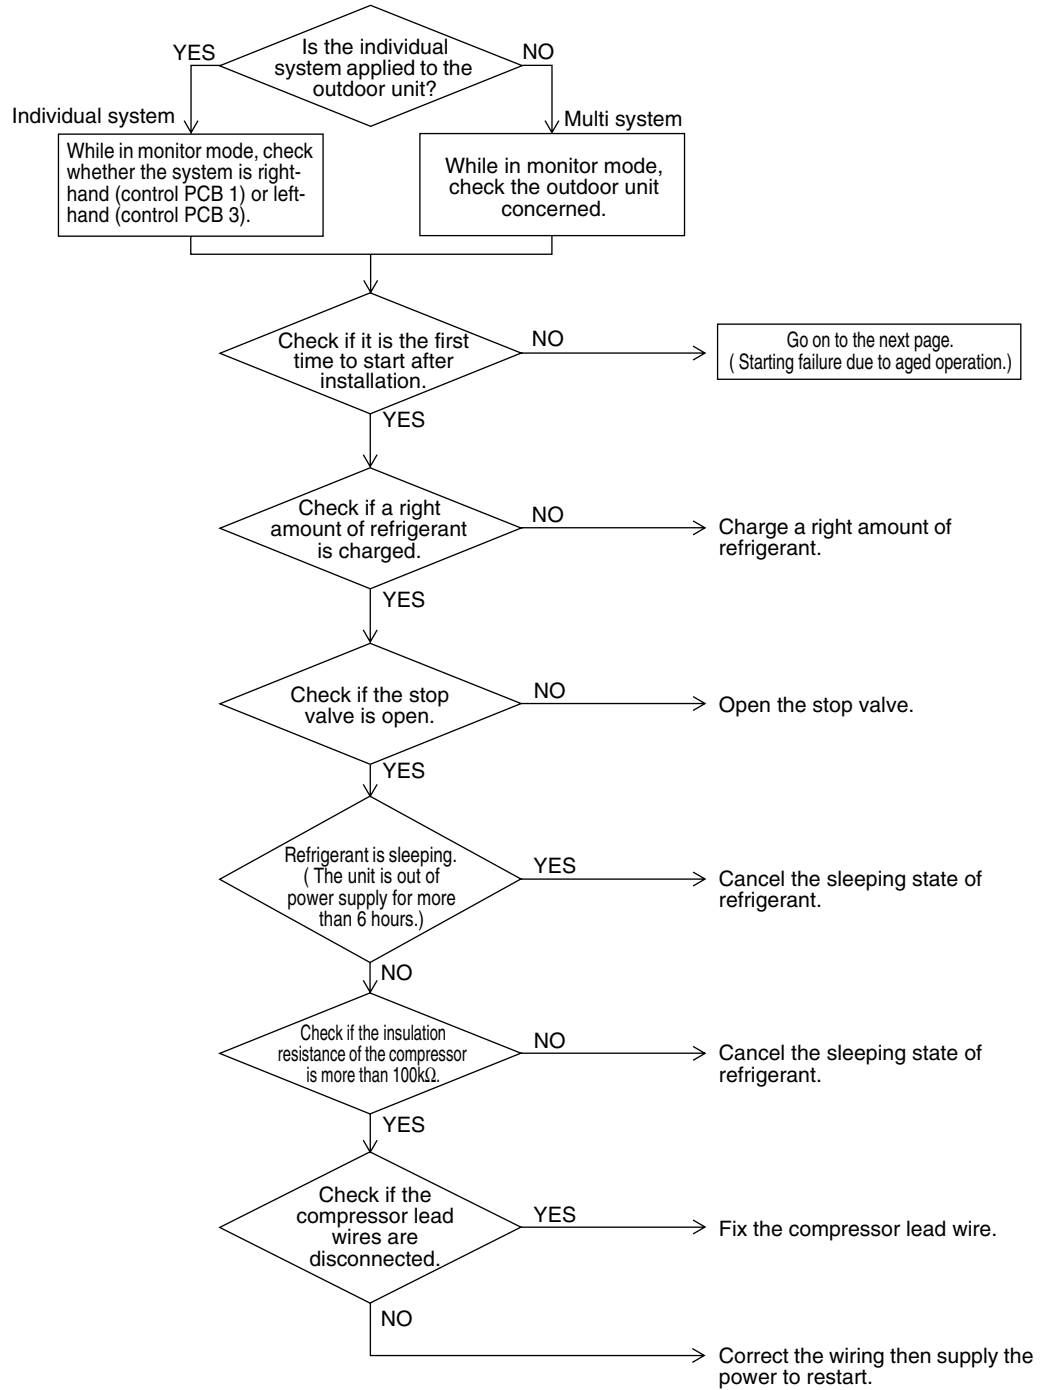 YES
Is the individual
system applied to the
outdoor unit?
NO
Individual system
Multi system
While in monitor mode, check
whether the system is right-
hand (control PCB 1) or left-
hand (control PCB 3).
While in monitor mode,
check the outdoor unit
concerned.
Check if it is the first
time to start after
installation.
NO
Go on to the next page.
( Starting failure due to aged operation.)
YES
Check if a right
amount of refrigerant
is charged.
NO
Charge a right amount of
refrigerant.
YES
Check if the stop
valve is open.
NO
Open the stop valve.
YES
Refrigerant is sleeping.
( The unit is out of
power supply for more
than 6 hours.)
YES
Cancel the sleeping state of
refrigerant.
NO
Check if the insulation
resistance of the compressor
is more than 100kΩ.
NO
Cancel the sleeping state of
refrigerant.
YES
Check if the
compressor lead
wires are
disconnected.
YES
Fix the compressor lead wire.
NO
Correct the wiring then supply the
power to restart.